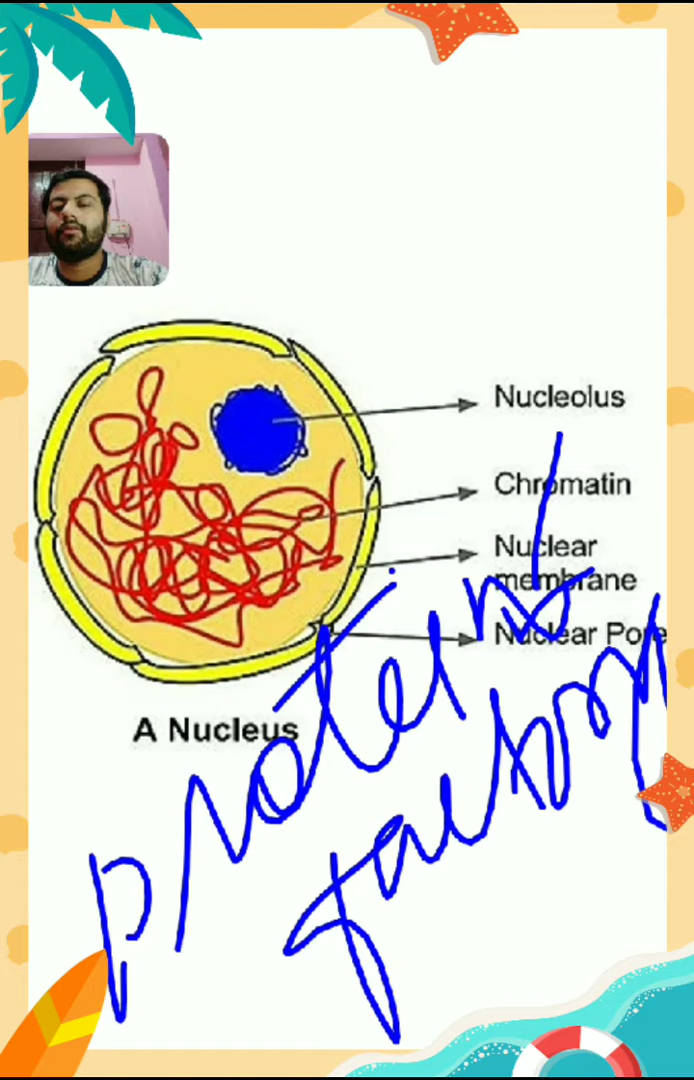 Nucleolus
Chromatin
Nuclear
membrane
Nuclear Pore
A Nucleus
protein
factory